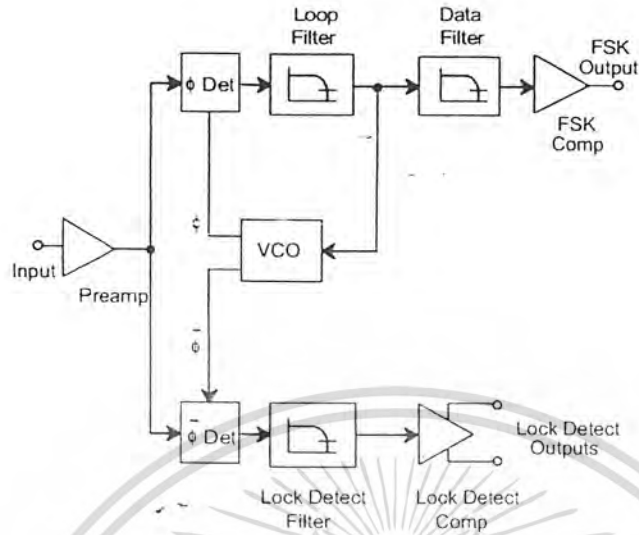 Loop
Filter
Data
Filter
FSK
Output
ϕ Det
FSK
Comp
ϕ
VCO
Input
Preamp
ϕ̅
ϕ̅ Det
Lock Detect
Outputs
Lock Detect
Filter
Lock Detect
Comp